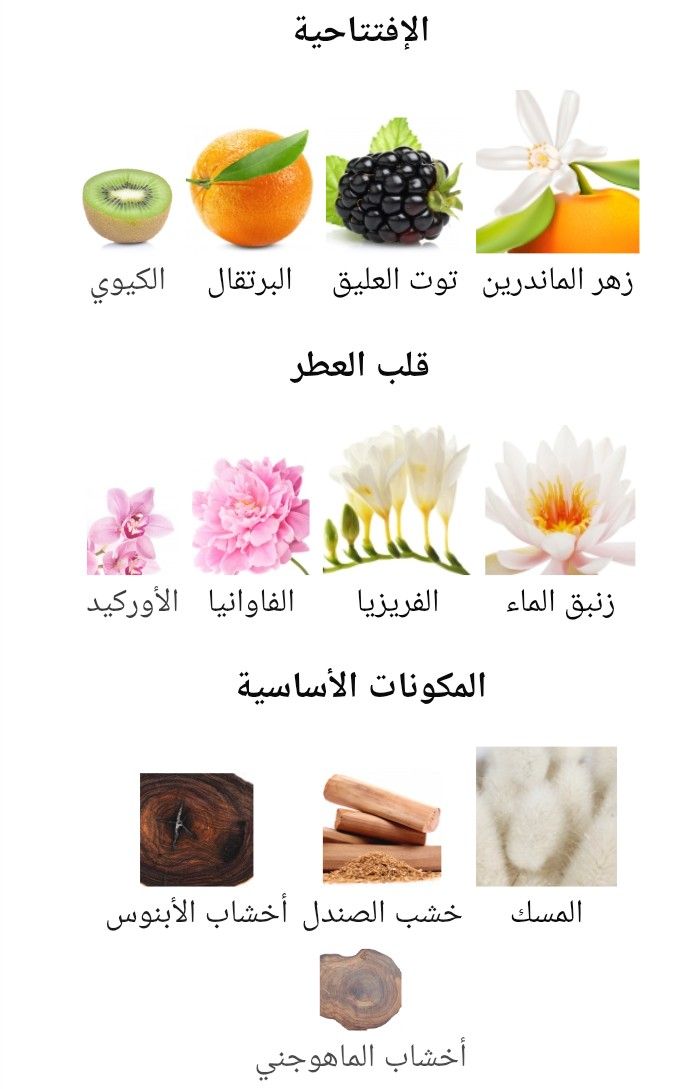 الإفتتاحية
زهر الماندرين توت العليق البرتقال الكيوي
قلب العطر
زنبق الماء الفريزيا الفاوانيا الأوركيد
المكونات الأساسية
المسك خشب الصندل أخشاب الأبنوس
أخشاب الماهوجني